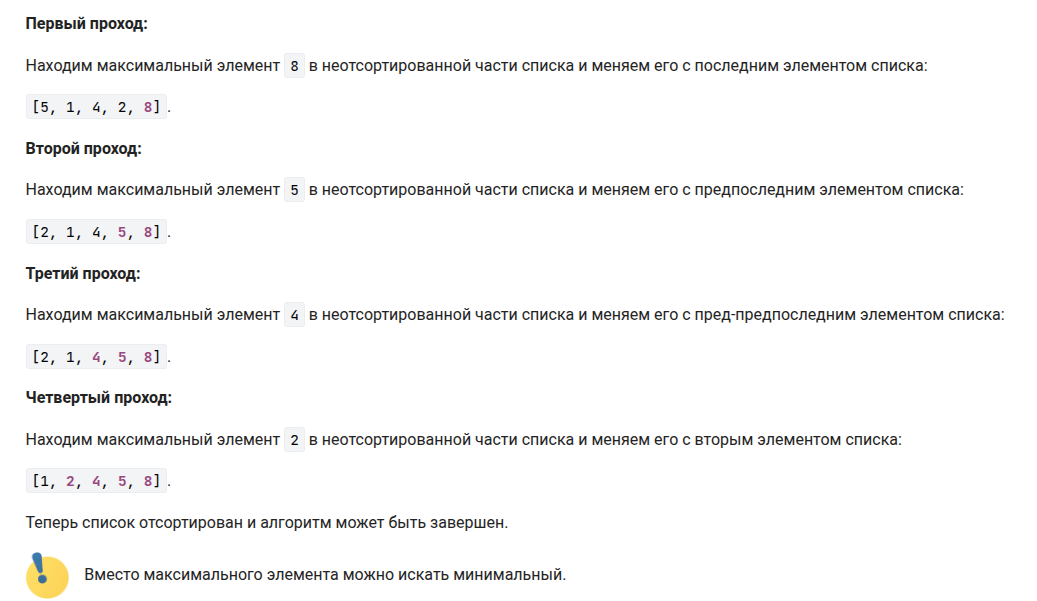 Первый проход:
Находим максимальный элемент 8 в неотсортированной части списка и меняем его с последним элементом списка:
[5, 1, 4, 2, 8].
Второй проход:
Находим максимальный элемент 5 в неотсортированной части списка и меняем его с предпоследним элементом списка:
[2, 1, 4, 5, 8].
Третий проход:
Находим максимальный элемент 4 в неотсортированной части списка и меняем его с пред-предпоследним элементом списка:
[2, 1, 4, 5, 8].
Четвертый проход:
Находим максимальный элемент 2 в неотсортированной части списка и меняем его с вторым элементом списка:
[1, 2, 4, 5, 8].
Теперь список отсортирован и алгоритм может быть завершен.
Вместо максимального элемента можно искать минимальный.